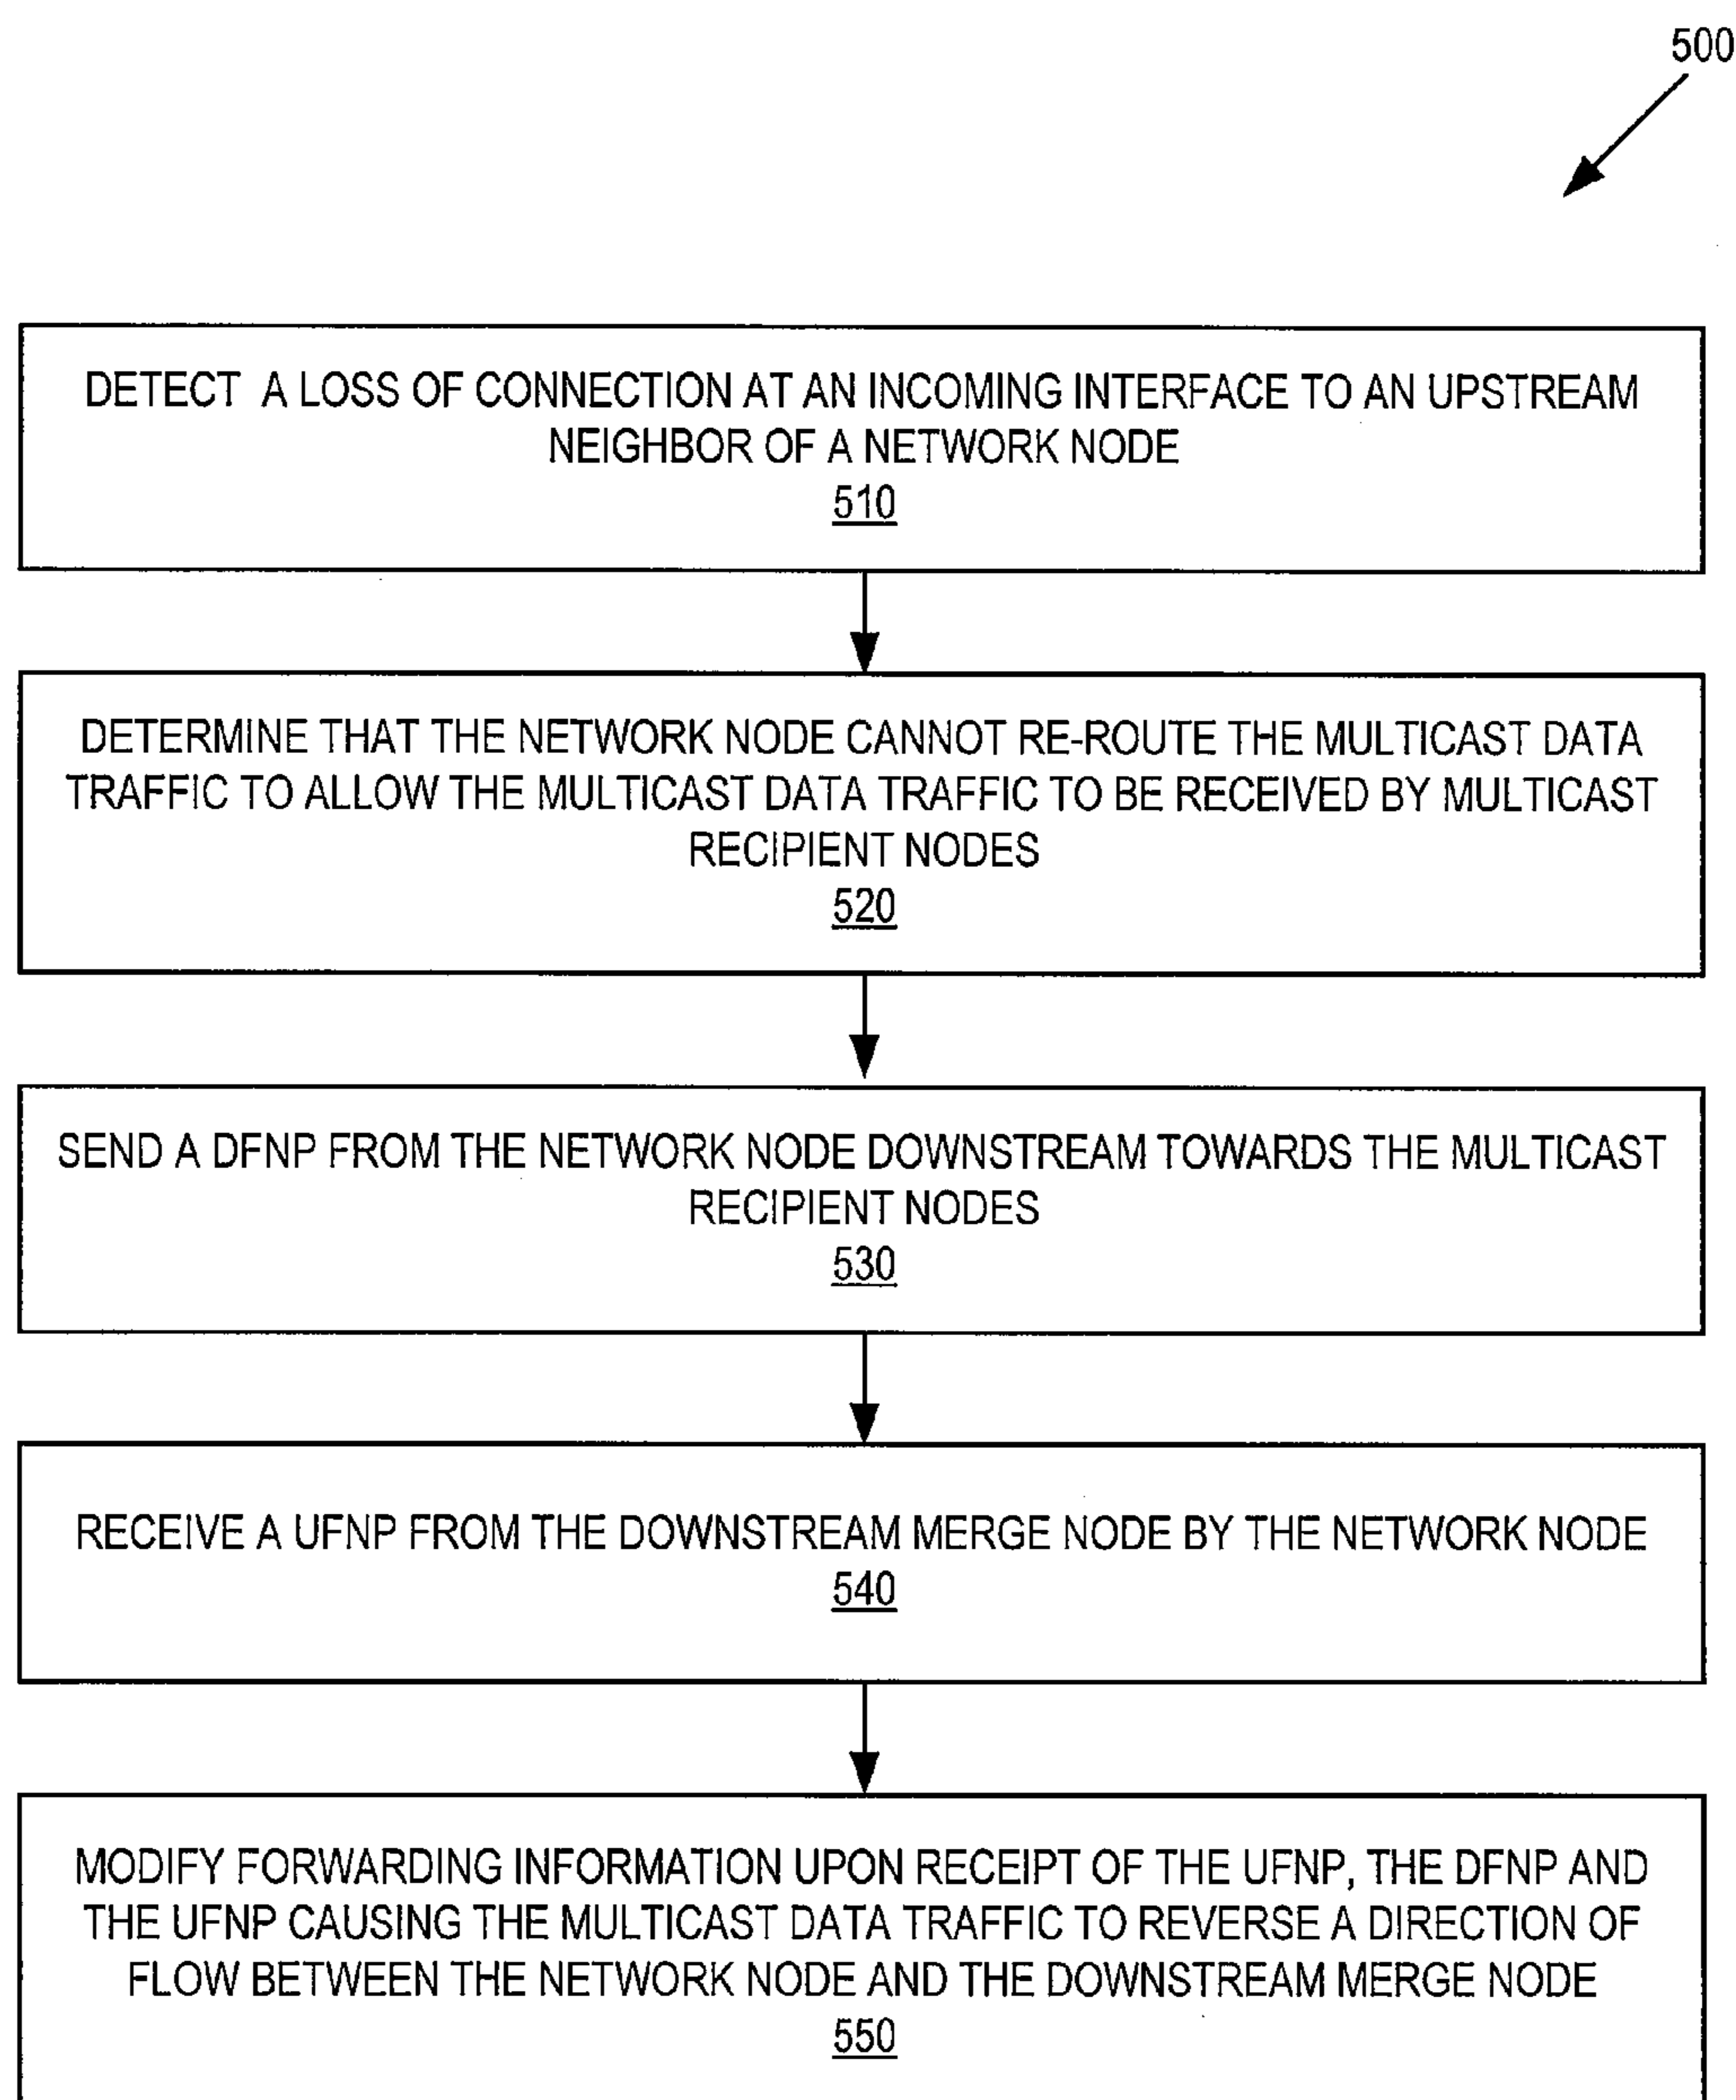 500
DETECT A LOSS OF CONNECTION AT AN INCOMING INTERFACE TO AN UPSTREAM
NEIGHBOR OF A NETWORK NODE
510
DETERMINE THAT THE NETWORK NODE CANNOT RE-ROUTE THE MULTICAST DATA
TRAFFIC TO ALLOW THE MULTICAST DATA TRAFFIC TO BE RECEIVED BY MULTICAST
RECIPIENT NODES
520
SEND A DFNP FROM THE NETWORK NODE DOWNSTREAM TOWARDS THE MULTICAST
RECIPIENT NODES
530
RECEIVE A UFNP FROM THE DOWNSTREAM MERGE NODE BY THE NETWORK NODE
540
MODIFY FORWARDING INFORMATION UPON RECEIPT OF THE UFNP, THE DFNP AND
THE UFNP CAUSING THE MULTICAST DATA TRAFFIC TO REVERSE A DIRECTION OF
FLOW BETWEEN THE NETWORK NODE AND THE DOWNSTREAM MERGE NODE
550